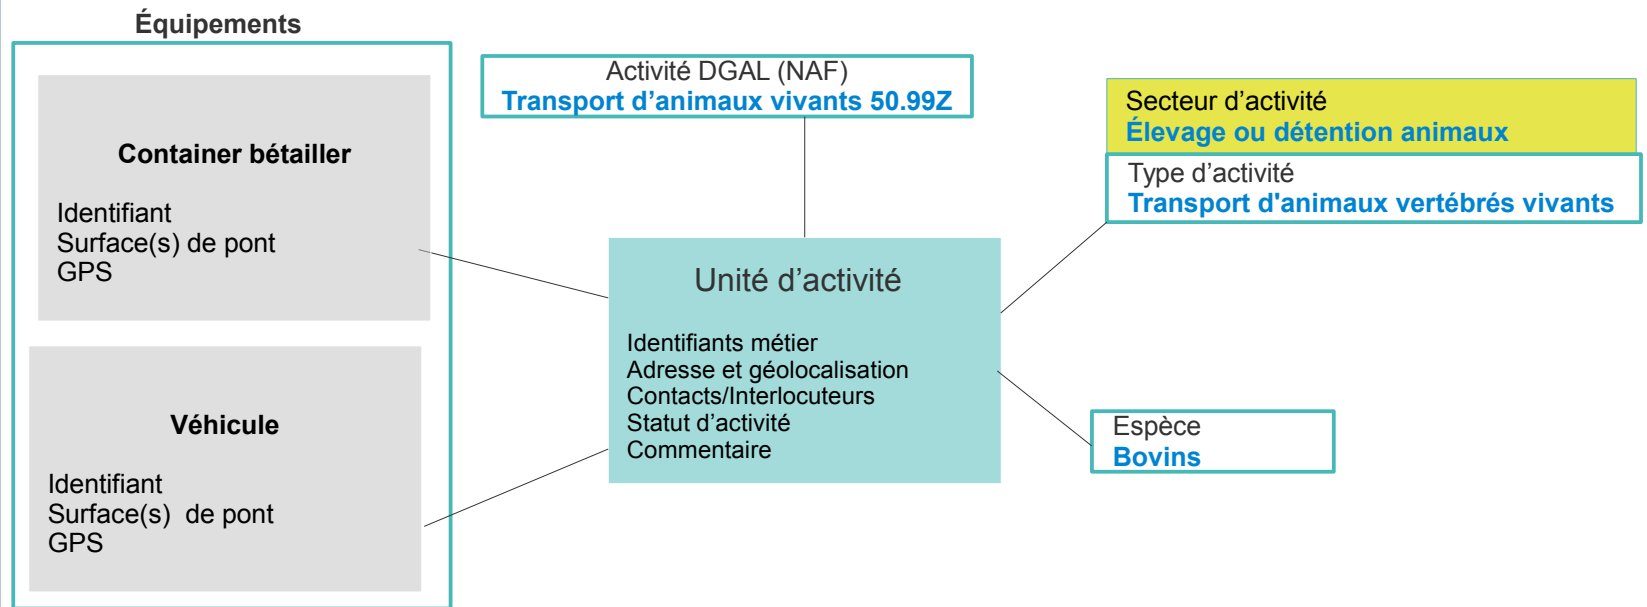 Équipements
Container bétailler
Identifiant
Surface(s) de pont
GPS
Véhicule
Identifiant
Surface(s) de pont
GPS
Activité DGAL (NAF)
Transport d’animaux vivants 50.99Z
Unité d’activité
Identifiants métier
Adresse et géolocalisation
Contacts/Interlocuteurs
Statut d’activité
Commentaire
Secteur d’activité
Élevage ou détention animaux
Type d’activité
Transport d'animaux vertébrés vivants
Espèce
Bovins